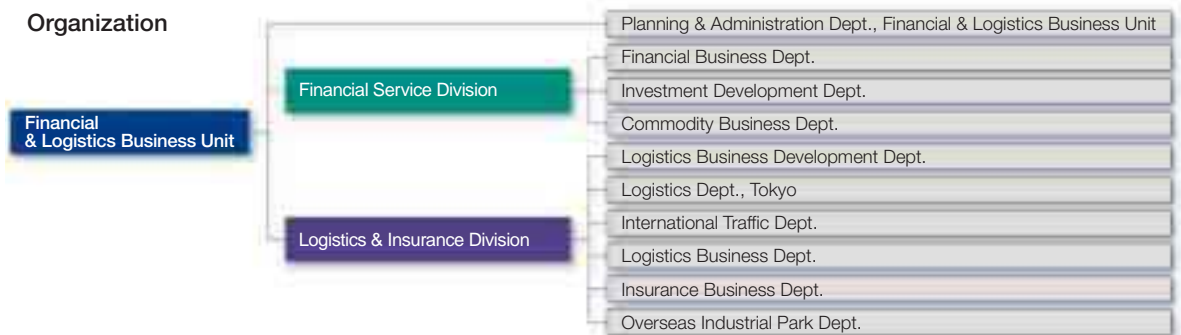 Organization
Financial
& Logistics Business Unit
Planning & Administration Dept., Financial & Logistics Business Unit
Financial Service Division
Financial Business Dept.
Investment Development Dept.
Commodity Business Dept.
Logistics & Insurance Division
Logistics Business Development Dept.
Logistics Dept., Tokyo
International Traffic Dept.
Logistics Business Dept.
Insurance Business Dept.
Overseas Industrial Park Dept.